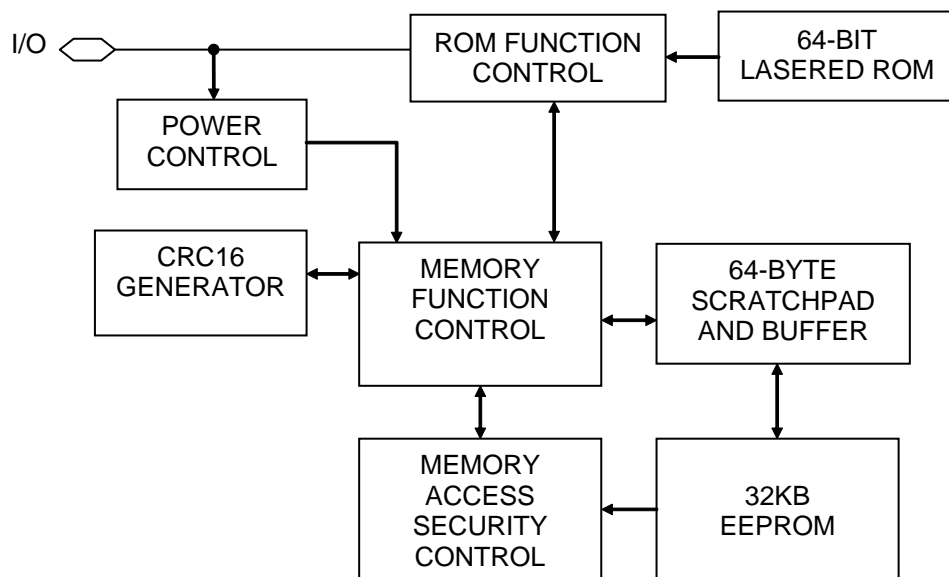 I/O
ROM FUNCTION
CONTROL
64-BIT
LASERED ROM
POWER
CONTROL
CRC16
GENERATOR
MEMORY
FUNCTION
CONTROL
64-BYTE
SCRATCHPAD
AND BUFFER
MEMORY
ACCESS
SECURITY
CONTROL
32KB
EEPROM